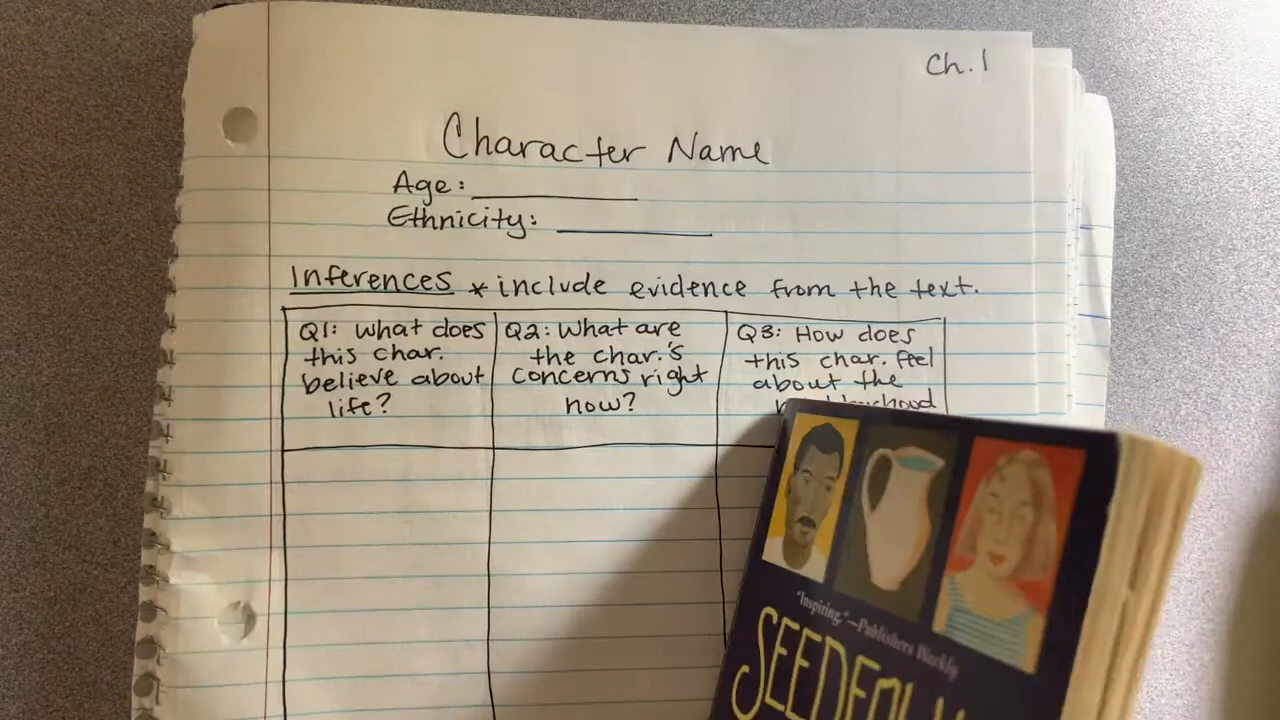 Ch. 1
Character Name
Age:
Ethnicity:
Inferences * include evidence from the text.
Q1: What does
this char.
believe about
life?
Q2: What are
the char.'s
concerns right
now?
Q3: How does
this char. feel
about the
"Inspiring."—Publishers Weekly